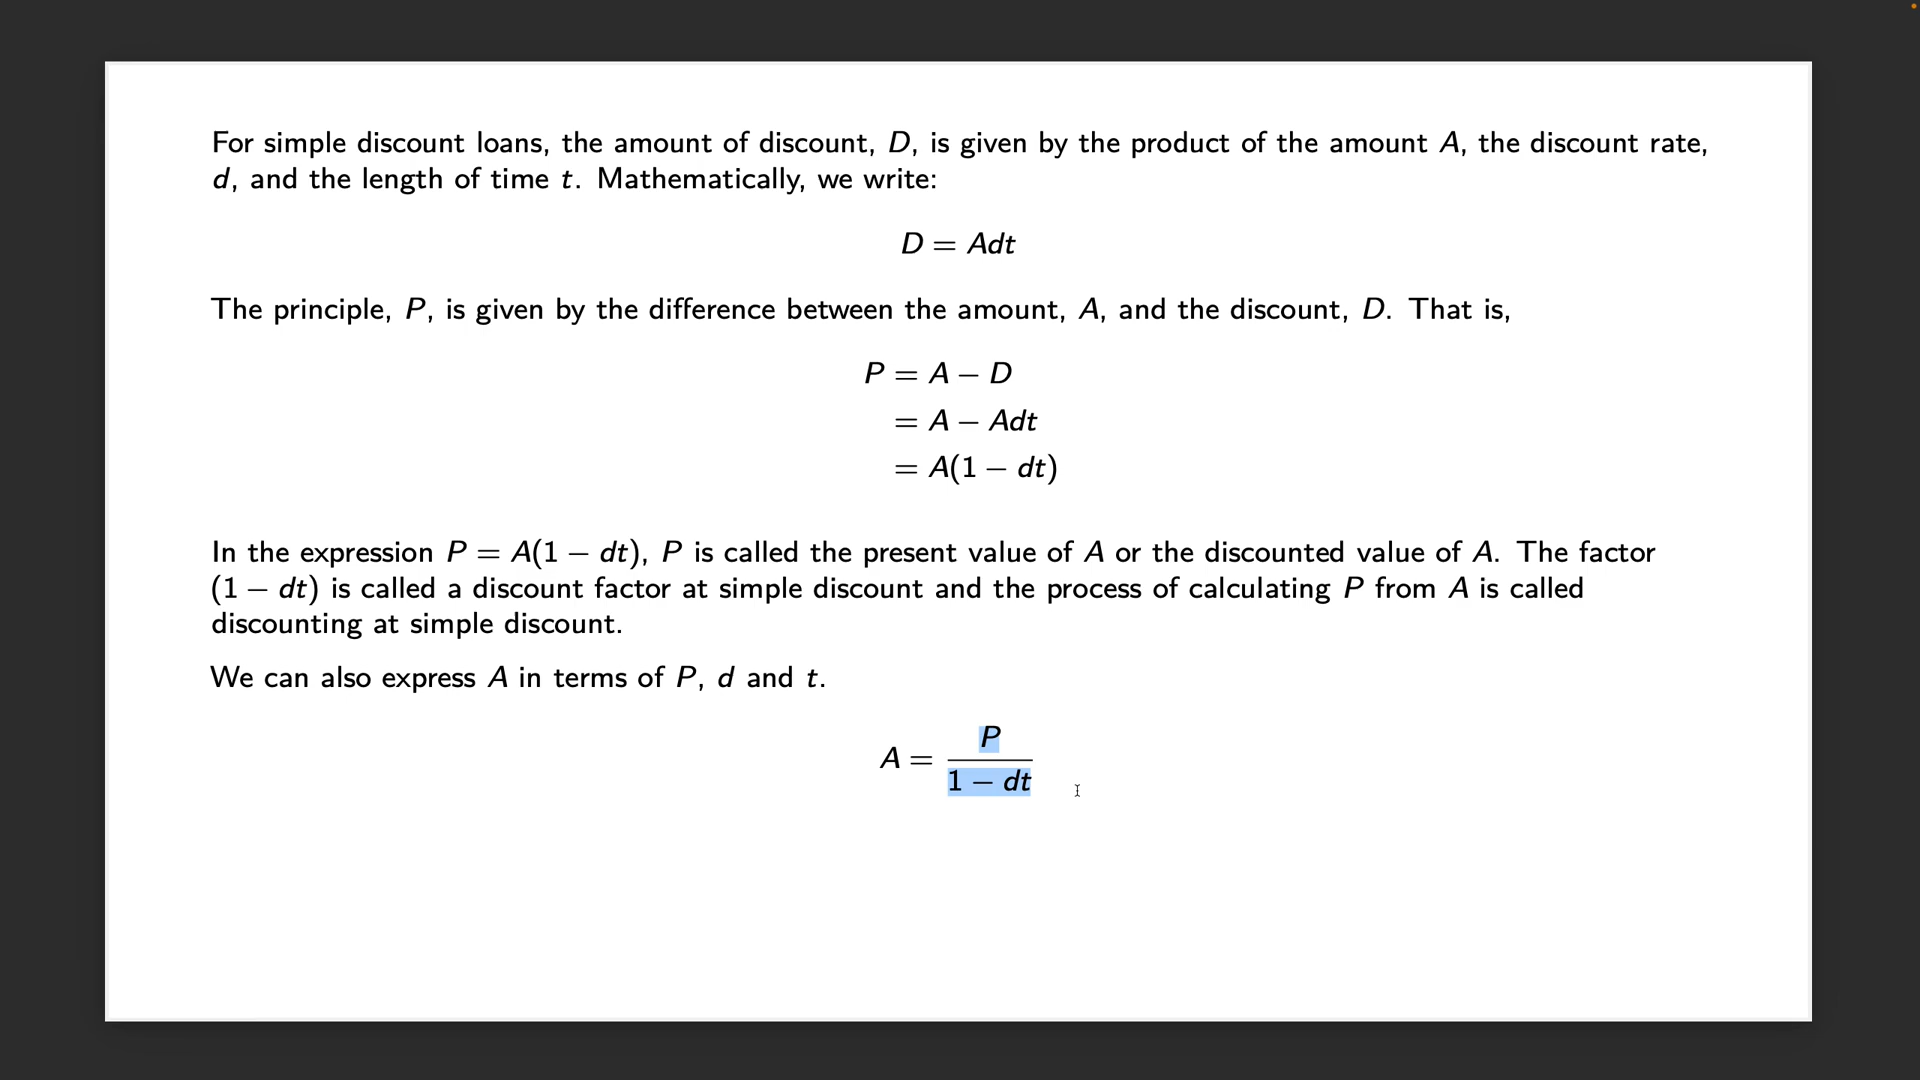 For simple discount loans, the amount of discount, D, is given by the product of the amount A, the discount rate,
d, and the length of time t. Mathematically, we write:
D = Adt
The principle, P, is given by the difference between the amount, A, and the discount, D. That is,
P = A − D
= A − Adt
= A(1 − dt)
In the expression P = A(1 − dt), P is called the present value of A or the discounted value of A. The factor
(1 − dt) is called a discount factor at simple discount and the process of calculating P from A is called
discounting at simple discount.
We can also express A in terms of P, d and t.
A = P
1 − dt